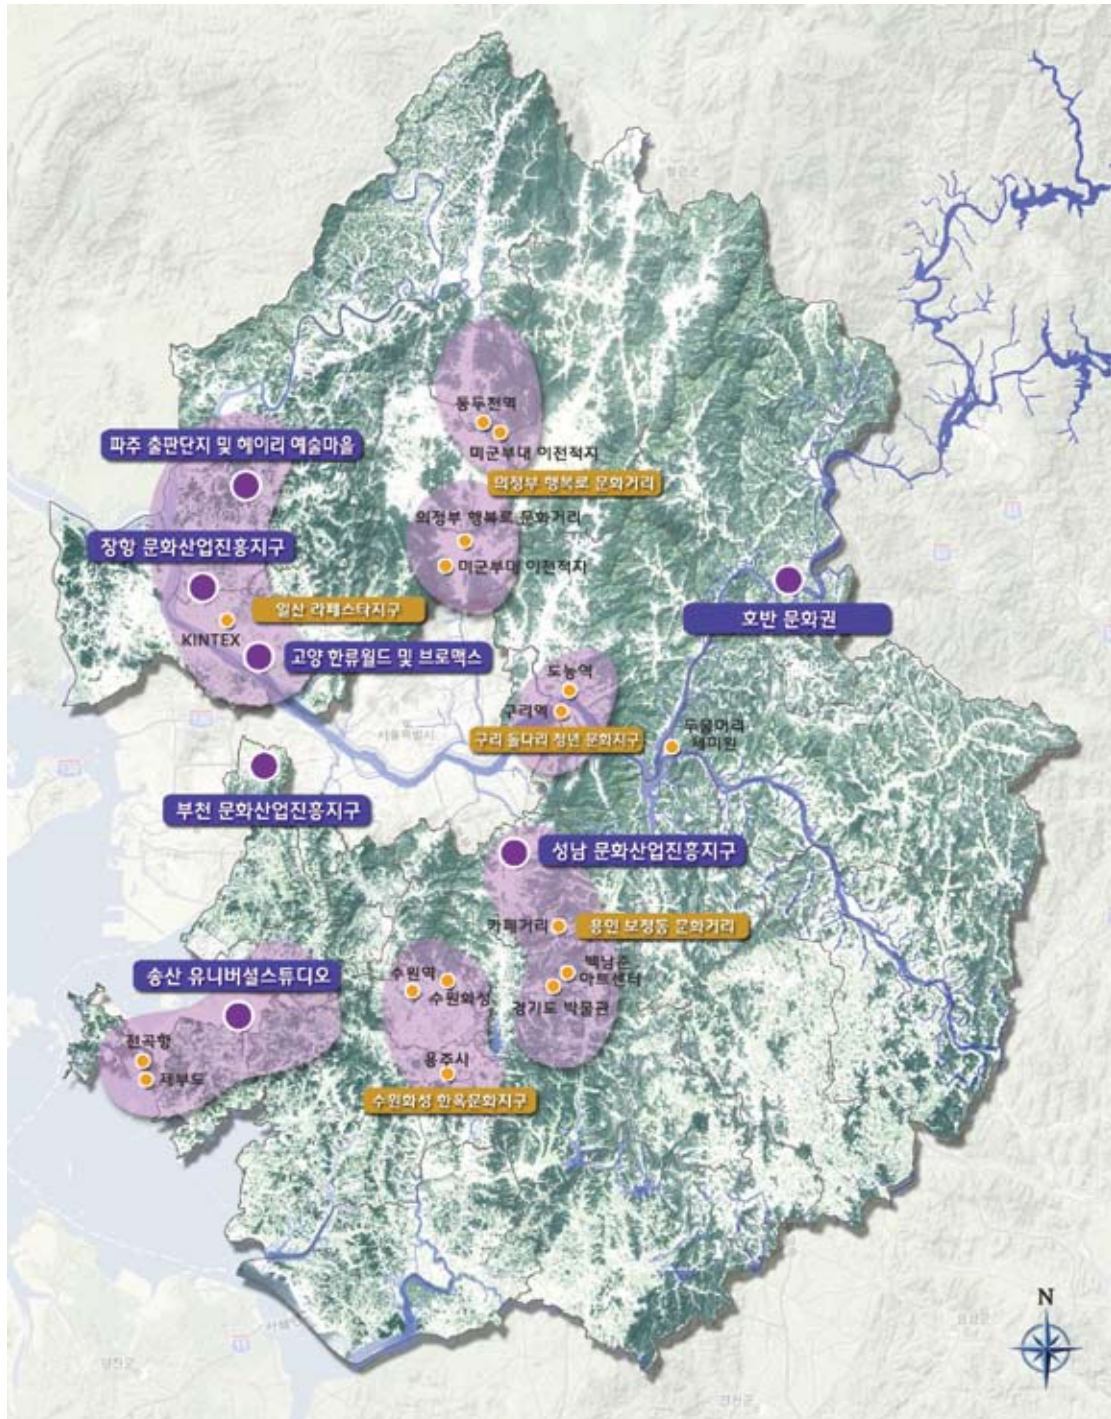 동두천역
미군부대 이전적지
파주 출판단지 및 헤이리 예술마을
의정부 행복로 문화거리
의정부 행복로 문화거리
장항 문화산업진흥지구
미군부대 이전적지
일산 라페스타지구
호반 문화권
KINTEX
고양 한류월드 및 브로맥스
도농역
구리역
구리 돌다리 청년 문화지구
두물머리
세미원
서울특별시
부천 문화산업진흥지구
성남 문화산업진흥지구
카페거리
용인 보정동 문화거리
송산 유니버설스튜디오
수원역
수원화성
백남준
아트센터
경기도 박물관
전곡항
제부도
용주사
수원화성 한옥문화지구
N